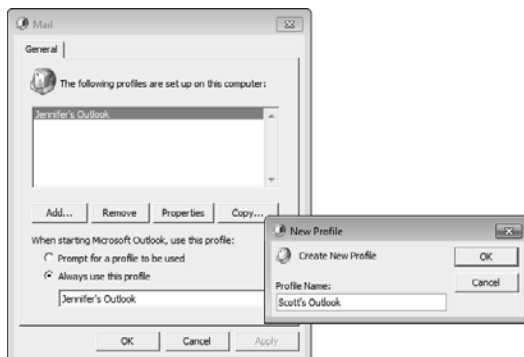 Mail
General
The following profiles are set up on this computer:
Jennifer's Outlook
Add...
Remove
Properties
Copy...
When starting Microsoft Outlook, use this profile:
Prompt for a profile to be used
Always use this profile
Jennifer's Outlook
OK
Cancel
Apply
New Profile
Create New Profile
OK
Cancel
Profile Name:
Scott's Outlook